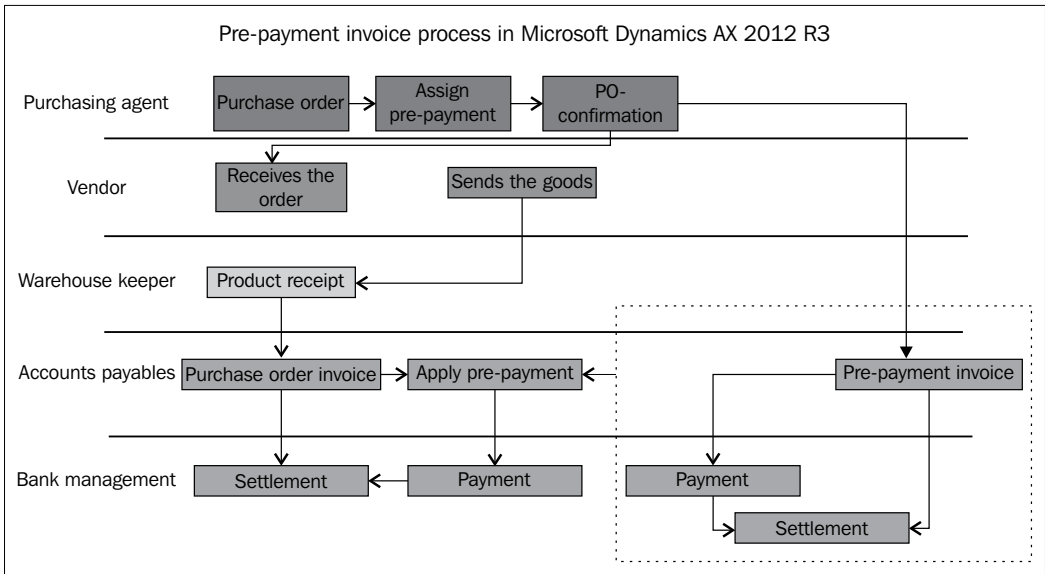 Pre-payment invoice process in Microsoft Dynamics AX 2012 R3
Purchasing agent
Purchase order
Assign
pre-payment
PO-
confirmation
Vendor
Receives the
order
Sends the goods
Warehouse keeper
Product receipt
Accounts payables
Purchase order invoice
Apply pre-payment
Pre-payment invoice
Bank management
Settlement
Payment
Payment
Settlement